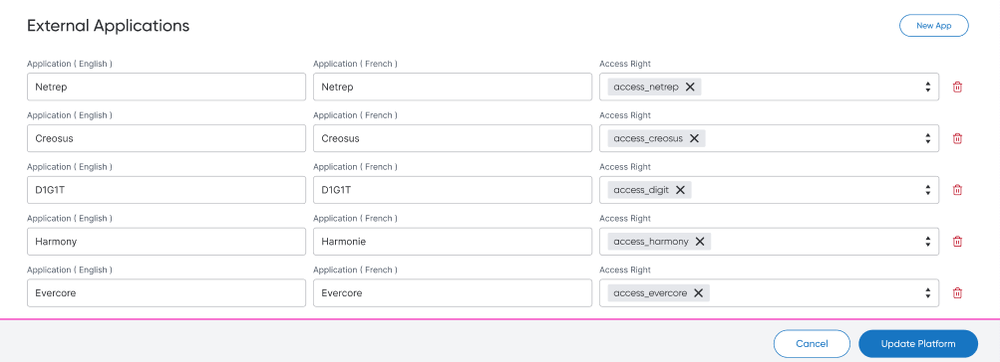 External Applications
New App
Application ( English ) Application ( French ) Access Right
Netrep Netrep access_netrep
Application ( English ) Application ( French ) Access Right
Creosus Creosus access_creosus
Application ( English ) Application ( French ) Access Right
D1G1T D1G1T access_digit
Application ( English ) Application ( French ) Access Right
Harmony Harmonie access_harmony
Application ( English ) Application ( French ) Access Right
Evercore Evercore access_evercore
Cancel Update Platform